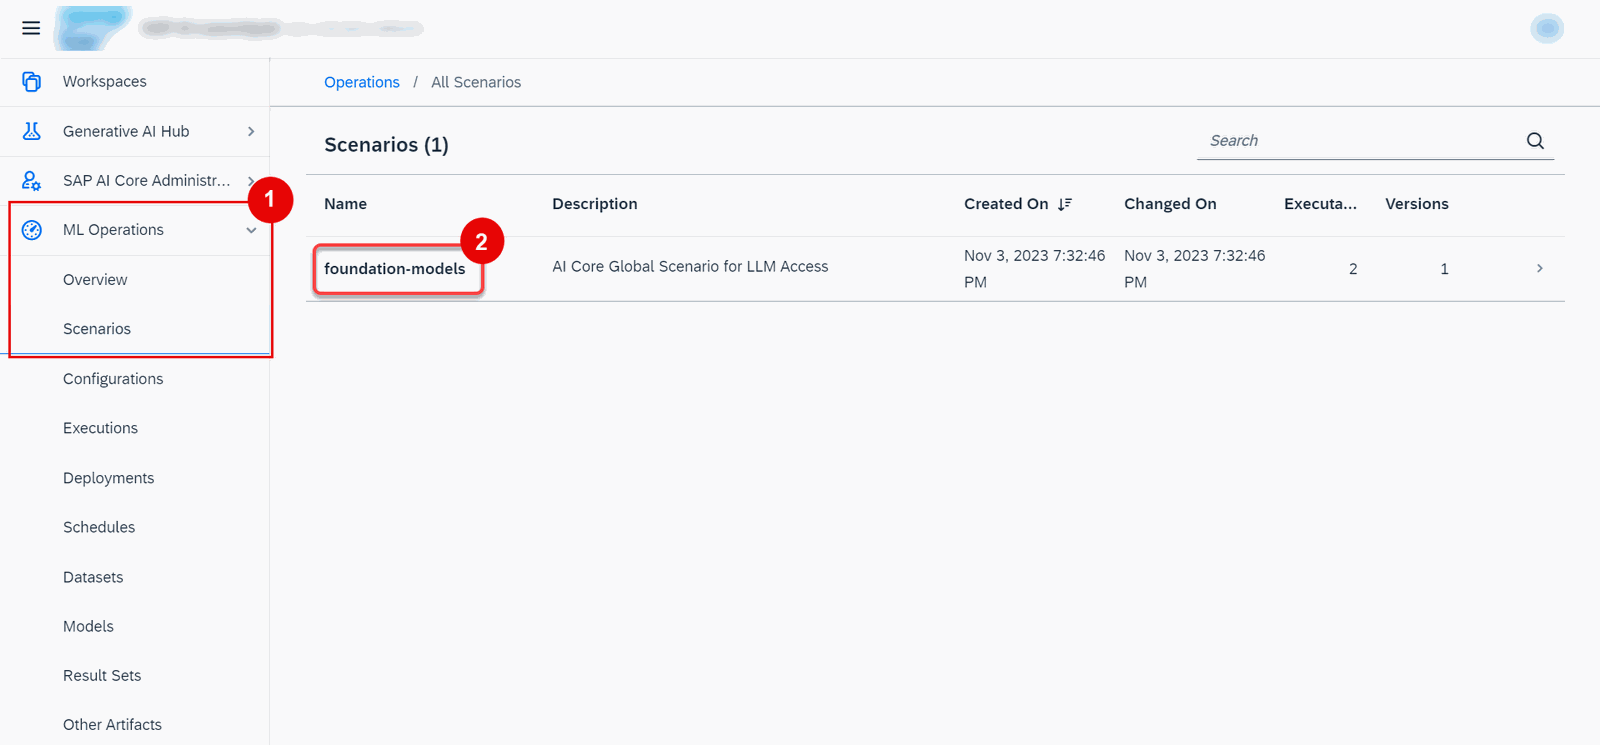 Workspaces
Generative AI Hub
SAP AI Core Administr...
1
ML Operations
Overview
Scenarios
Configurations
Executions
Deployments
Schedules
Datasets
Models
Result Sets
Other Artifacts
Operations / All Scenarios
Scenarios (1)
Search
Name Description Created On Changed On Executa... Versions
2
foundation-models AI Core Global Scenario for LLM Access Nov 3, 2023 7:32:46 PM Nov 3, 2023 7:32:46 PM 2 1